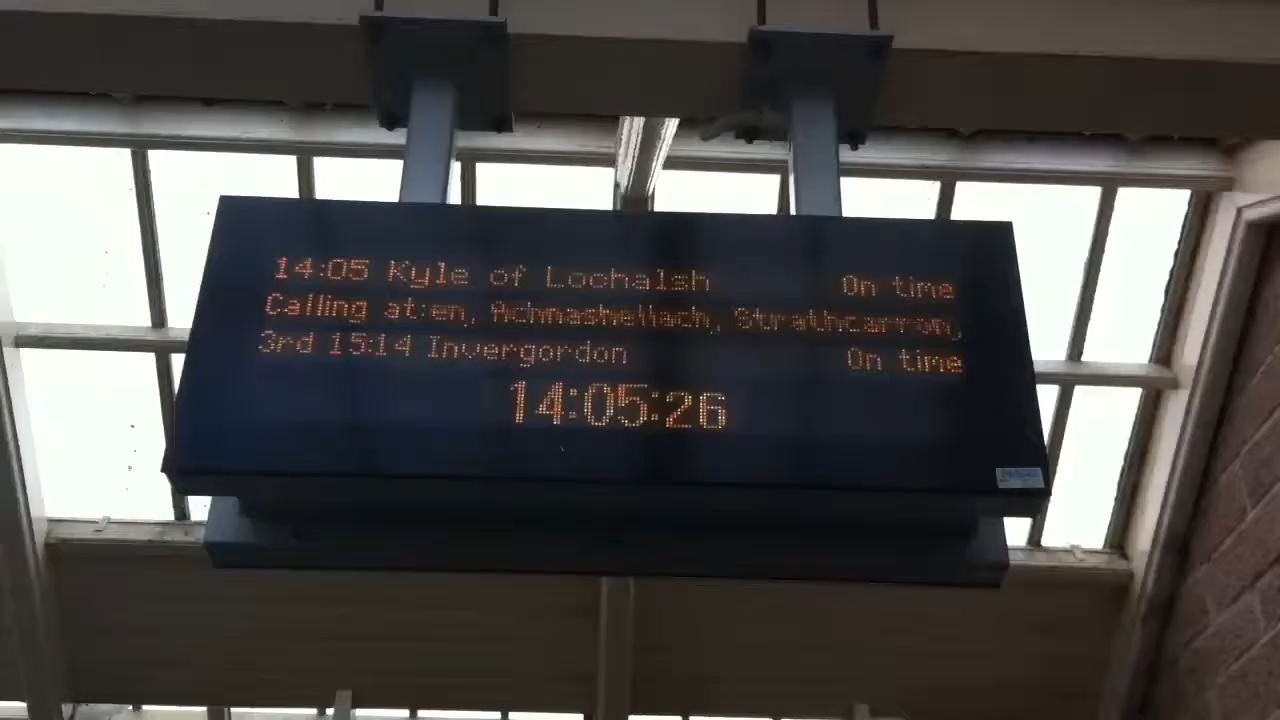 14:05 Kyle of Lochalsh On time
Calling at:en, Achnashellach, Strathcarron,
3rd 15:14 Invergordon On time
14:05:26